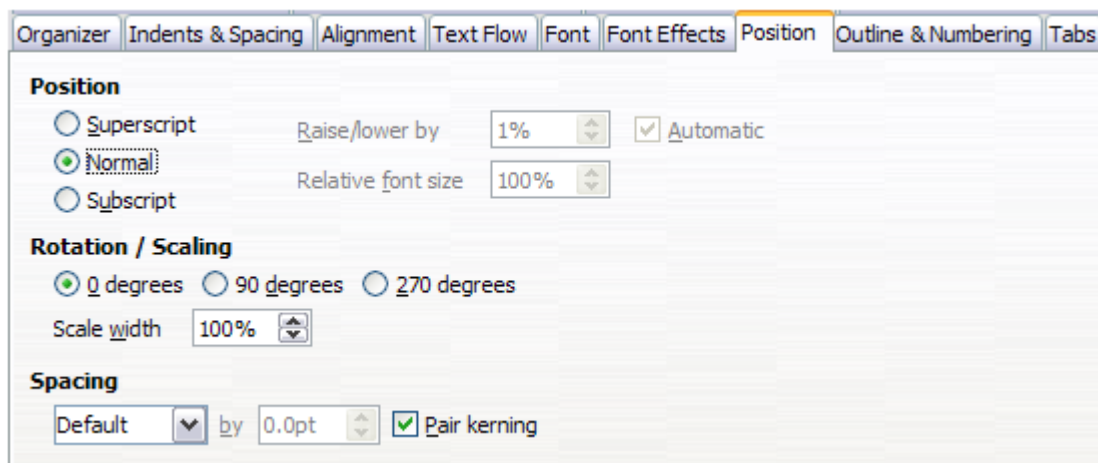 Organizer Indents & Spacing Alignment Text Flow Font Font Effects Position Outline & Numbering Tabs
Position
Superscript Raise/lower by 1% Automatic
Normal
Relative font size 100%
Subscript
Rotation / Scaling
0 degrees 90 degrees 270 degrees
Scale width 100%
Spacing
Default by 0.0pt Pair kerning